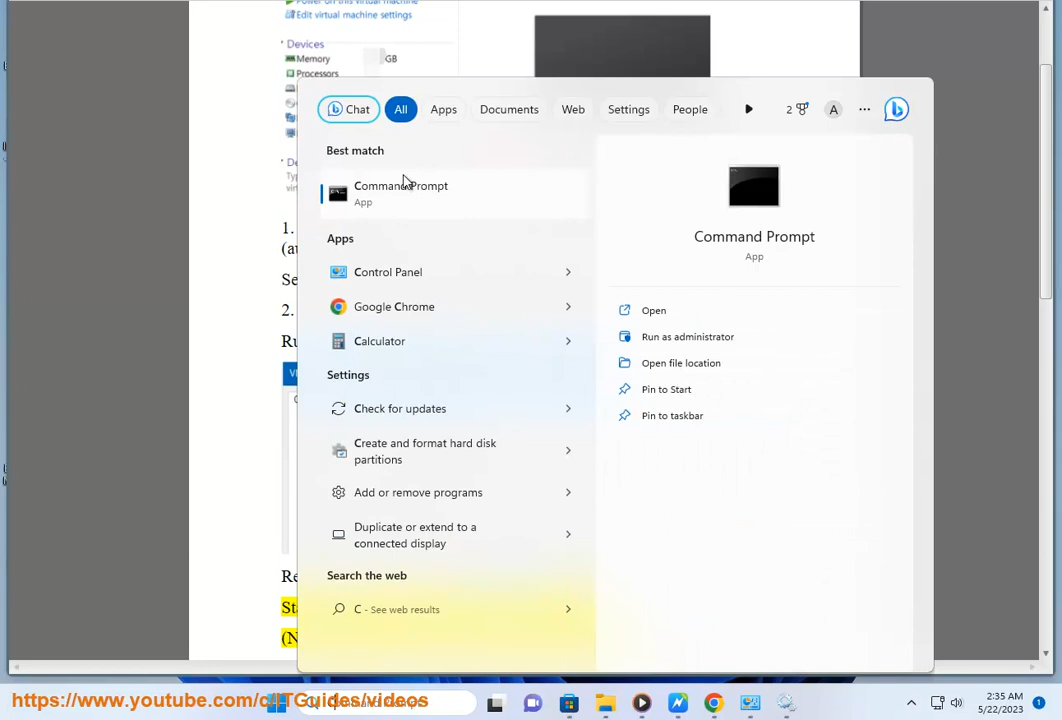 Power on this virtual machine
Edit virtual machine settings
Devices
Memory GB
Processors
1.
2.
Chat All Apps Documents Web Settings People 2 A
Best match
Command Prompt
App
Apps
Control Panel
Google Chrome
Calculator
Settings
Check for updates
Create and format hard disk
partitions
Add or remove programs
Duplicate or extend to a
connected display
Search the web
C - See web results
Command Prompt
App
Open
Run as administrator
Open file location
Pin to Start
Pin to taskbar
https://www.youtube.com/c/ITGuides/videos
2:35 AM
5/22/2023
1